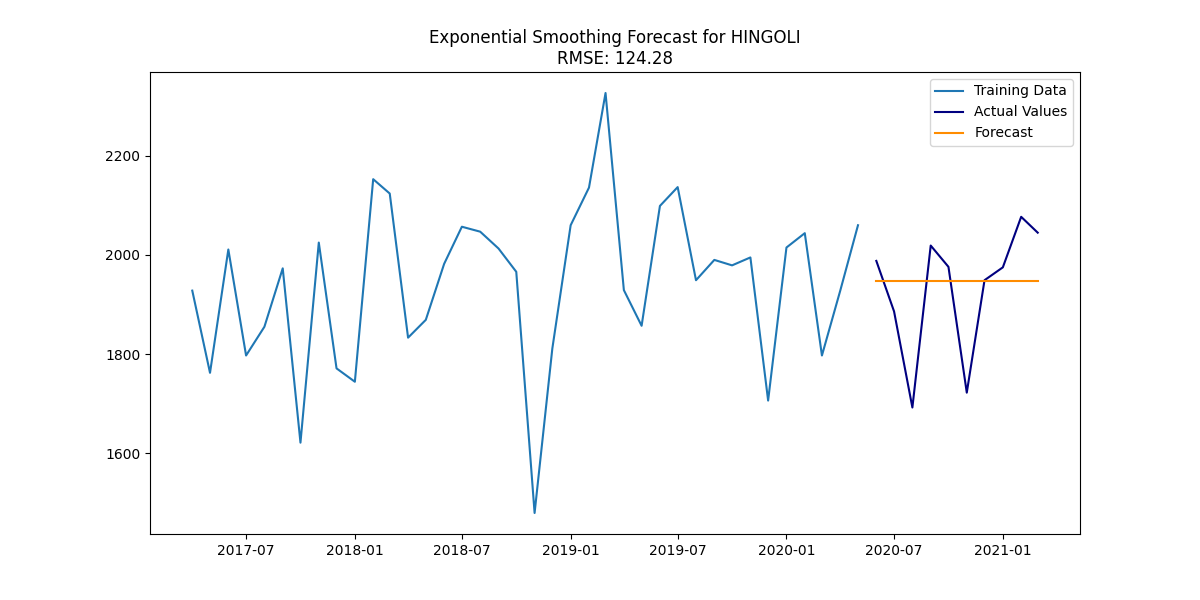 Exponential Smoothing Forecast for HINGOLI
RMSE: 124.28
Training Data
Actual Values
Forecast
2200
2000
1800
1600
2017-07
2018-01
2018-07
2019-01
2019-07
2020-01
2020-07
2021-01